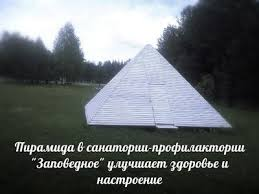 Пирамида в санатории-профилактории
"Заповедное" улучшает здоровье и
настроение